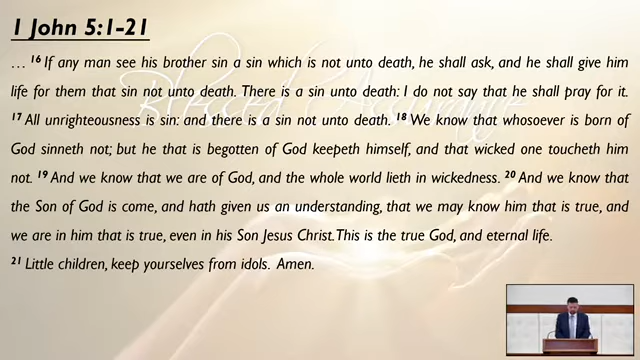 1 John 5:1-21
… 16 If any man see his brother sin a sin which is not unto death, he shall ask, and he shall give him
life for them that sin not unto death. There is a sin unto death: I do not say that he shall pray for it.
17 All unrighteousness is sin: and there is a sin not unto death. 18 We know that whosoever is born of
God sinneth not; but he that is begotten of God keepeth himself, and that wicked one toucheth him
not. 19 And we know that we are of God, and the whole world lieth in wickedness. 20 And we know that
the Son of God is come, and hath given us an understanding, that we may know him that is true, and
we are in him that is true, even in his Son Jesus Christ. This is the true God, and eternal life.
21 Little children, keep yourselves from idols. Amen.
Blessed Assurance